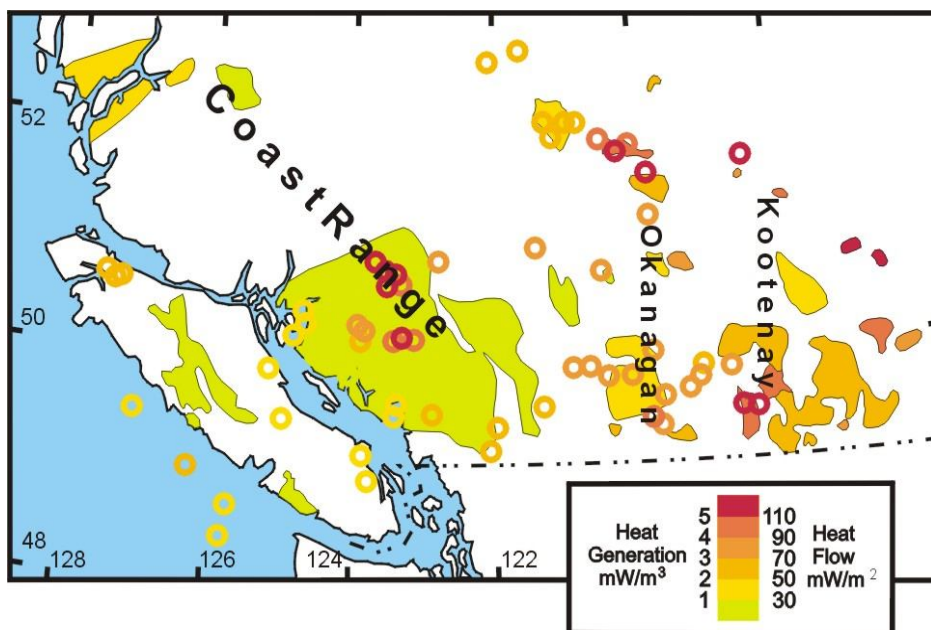 Coast Range
Okanagan
Kootenay
52
50
48
128
126
124
122
Heat
Generation
mW/m³
5
4
3
2
1
110
90
70
50
30
Heat
Flow
mW/m²